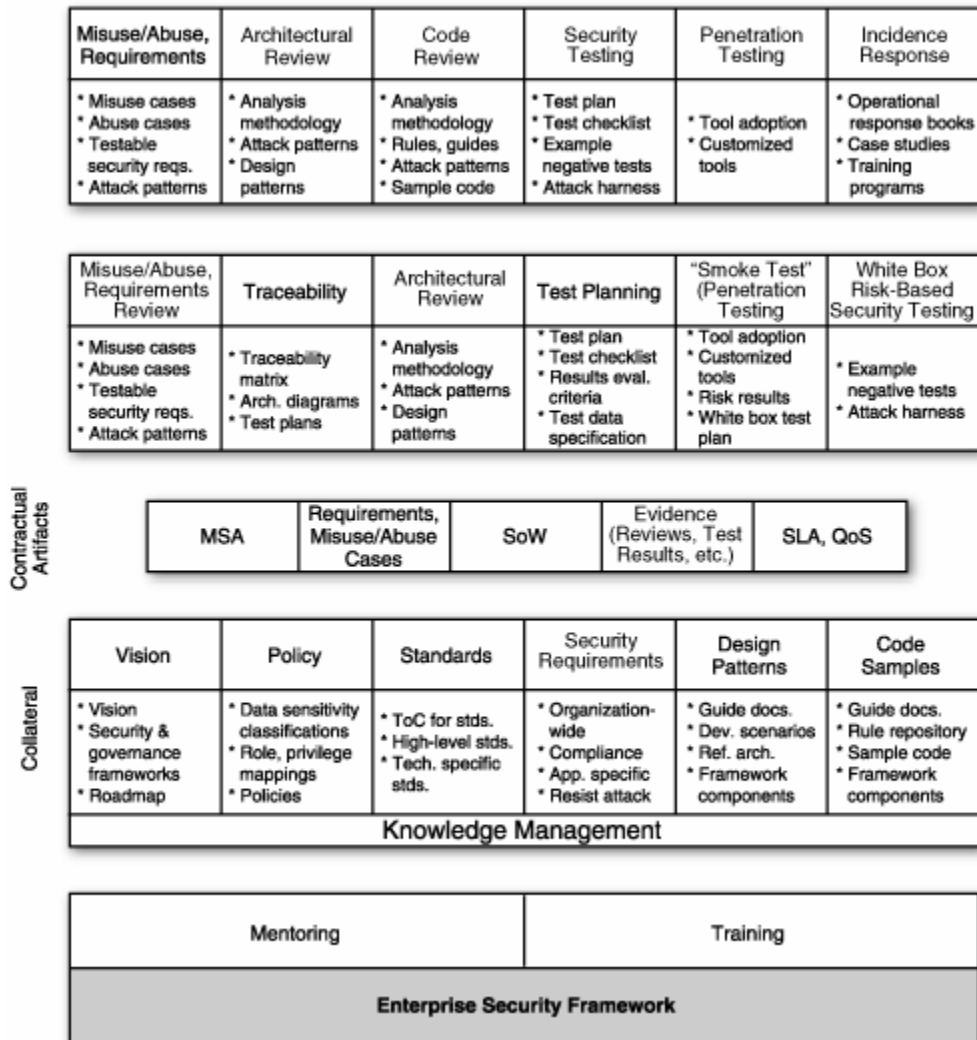 Misuse/Abuse,
Requirements
Architectural
Review
Code
Review
Security
Testing
Penetration
Testing
Incidence
Response
* Misuse cases
* Abuse cases
* Testable
security reqs.
* Attack patterns
* Analysis
methodology
* Attack patterns
* Design
patterns
* Analysis
methodology
* Rules, guides
* Attack patterns
* Sample code
* Test plan
* Test checklist
* Example
negative tests
* Attack harness
* Tool adoption
* Customized
tools
* Operational
response books
* Case studies
* Training
programs
Misuse/Abuse,
Requirements
Review
Traceability
Architectural
Review
Test Planning
“Smoke Test”
(Penetration
Testing
White Box
Risk-Based
Security Testing
* Misuse cases
* Abuse cases
* Testable
security reqs.
* Attack patterns
* Traceability
matrix
* Arch. diagrams
* Test plans
* Analysis
methodology
* Attack patterns
* Design
patterns
* Test plan
* Test checklist
* Results eval.
criteria
* Test data
specification
* Tool adoption
* Customized
tools
* Risk results
* White box test
plan
* Example
negative tests
* Attack harness
Contractual
Artifacts
MSA
Requirements,
Misuse/Abuse
Cases
SoW
Evidence
(Reviews, Test
Results, etc.)
SLA, QoS
Collateral
Vision
Policy
Standards
Security
Requirements
Design
Patterns
Code
Samples
* Vision
* Security &
governance
frameworks
* Roadmap
* Data sensitivity
classifications
* Role, privilege
mappings
* Policies
* ToC for stds.
* High-level stds.
* Tech. specific
stds.
* Organization-
wide
* Compliance
* App. specific
* Resist attack
* Guide docs.
* Dev. scenarios
* Ref. arch.
* Framework
components
* Guide docs.
* Rule repository
* Sample code
* Framework
components
Knowledge Management
Mentoring
Training
Enterprise Security Framework